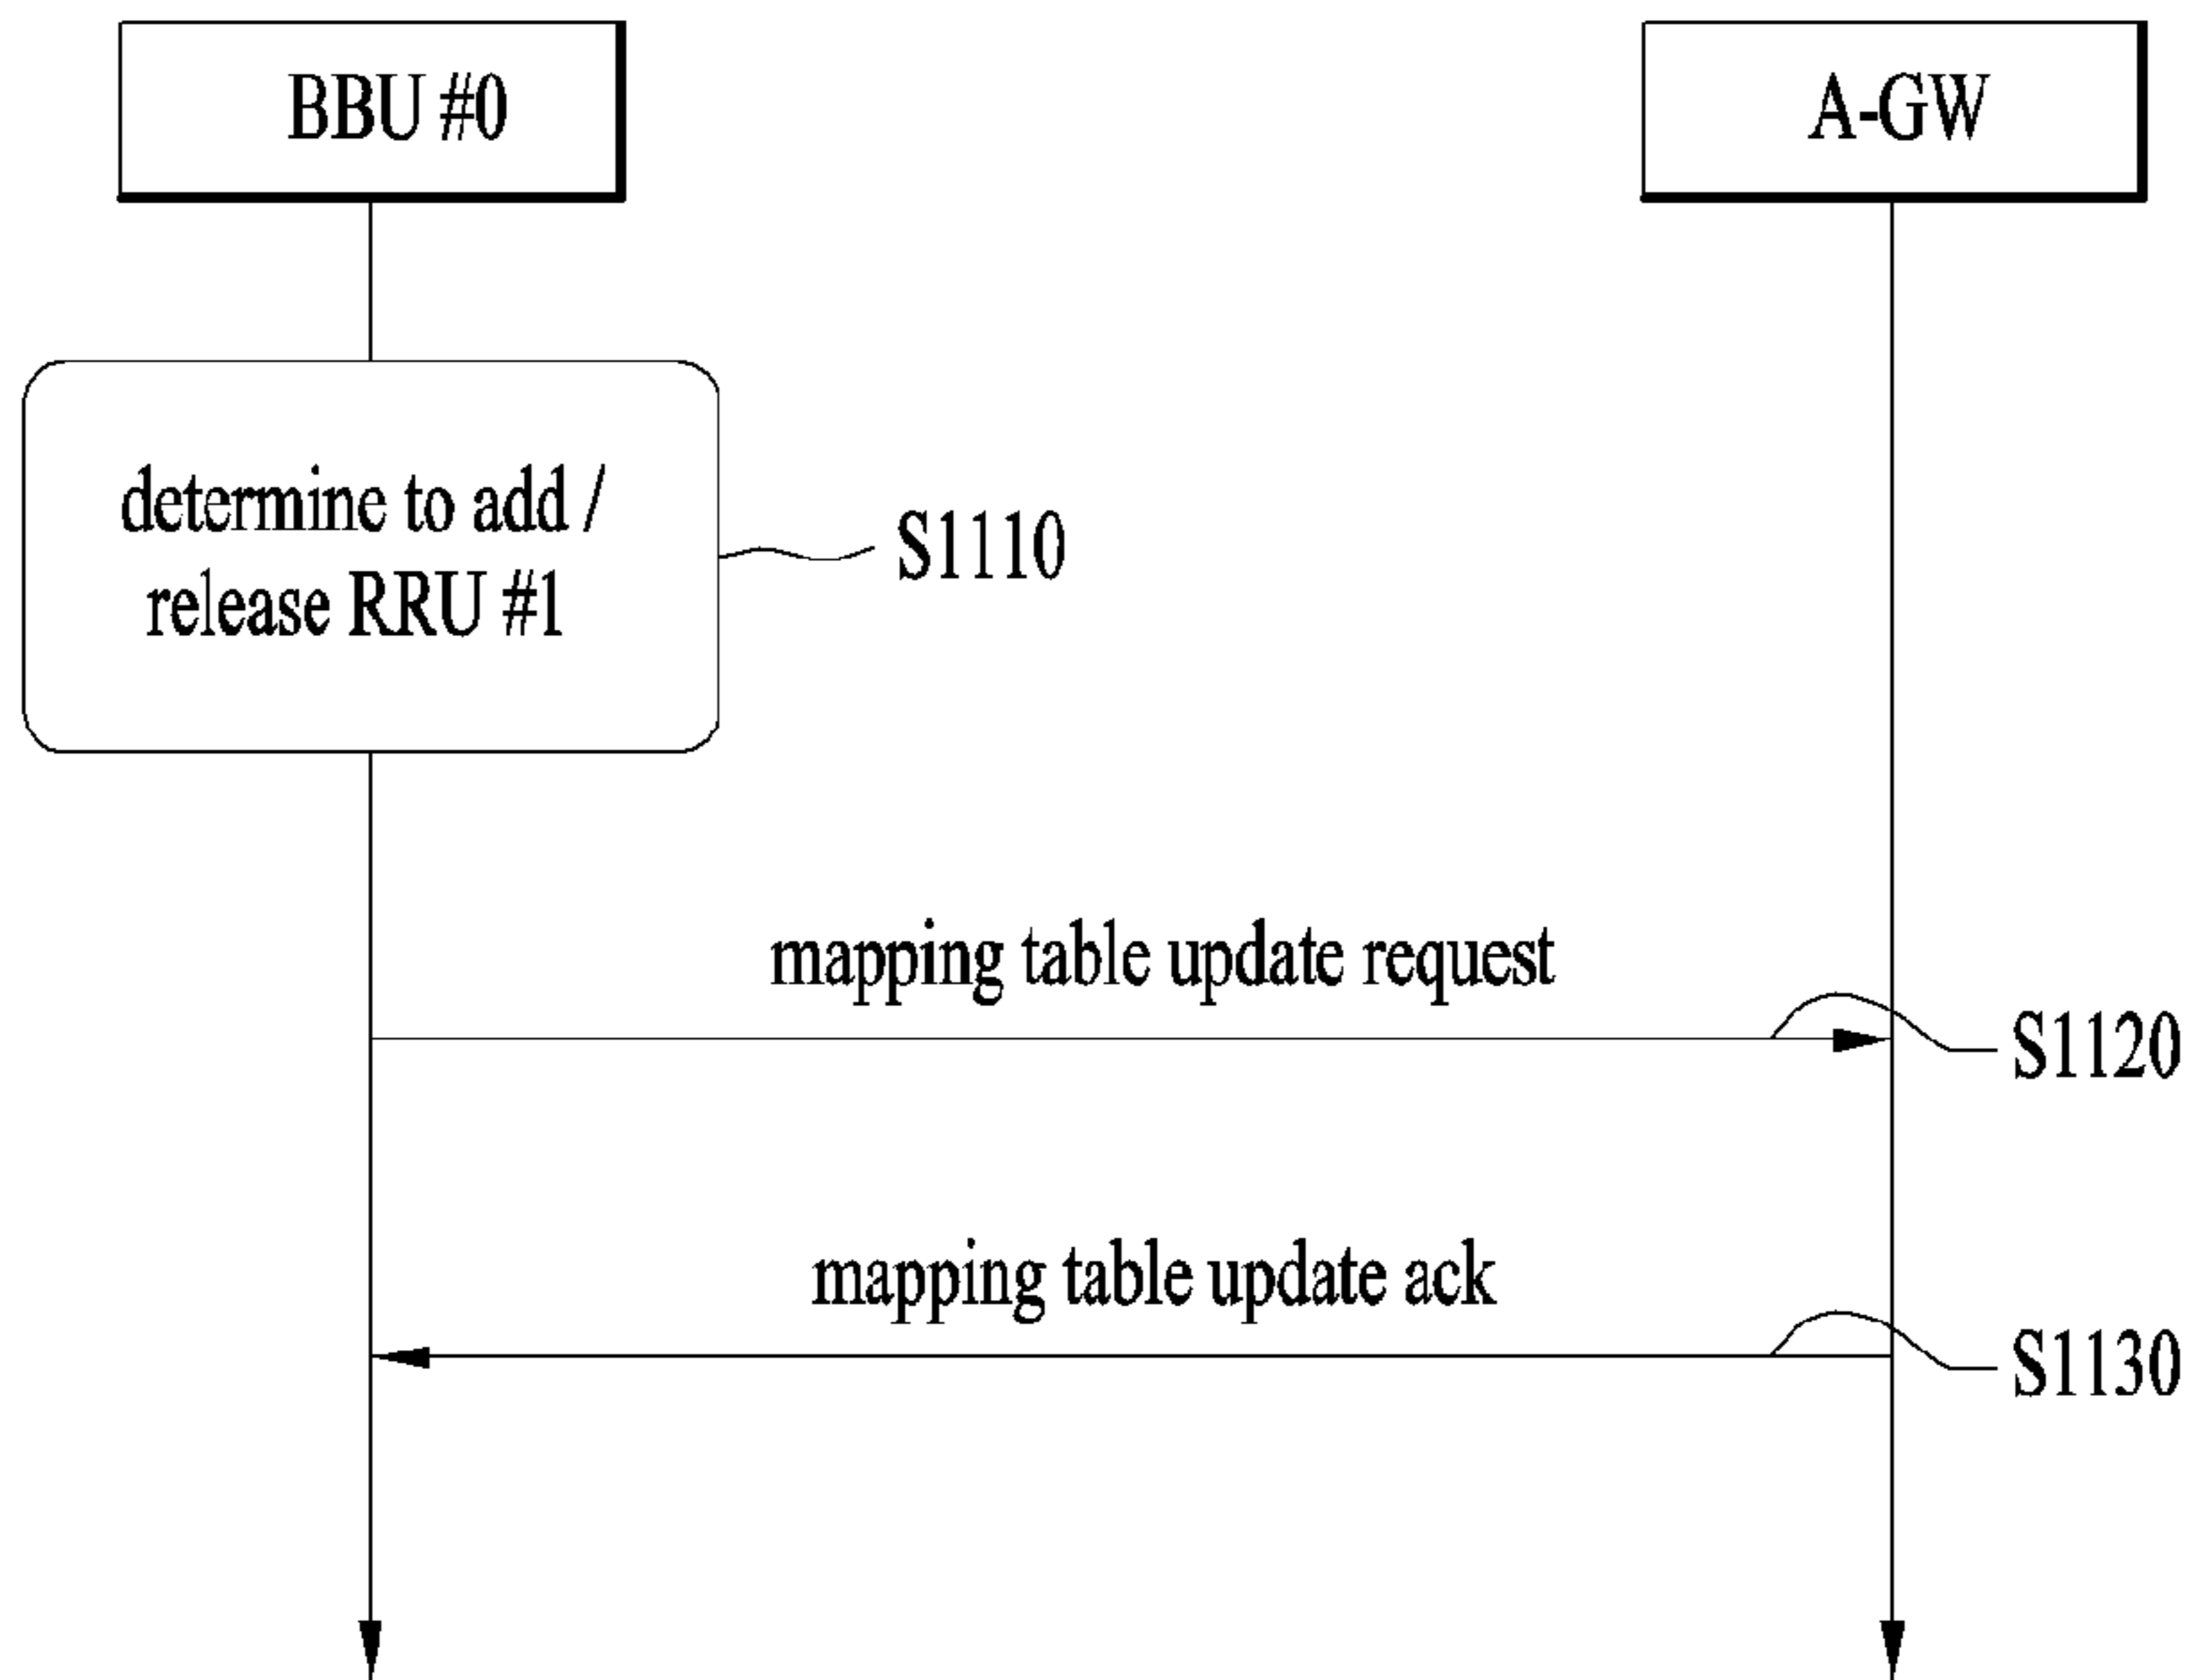 BBU #0
A-GW
determine to add /
release RRU #1
S1110
mapping table update request
S1120
mapping table update ack
S1130